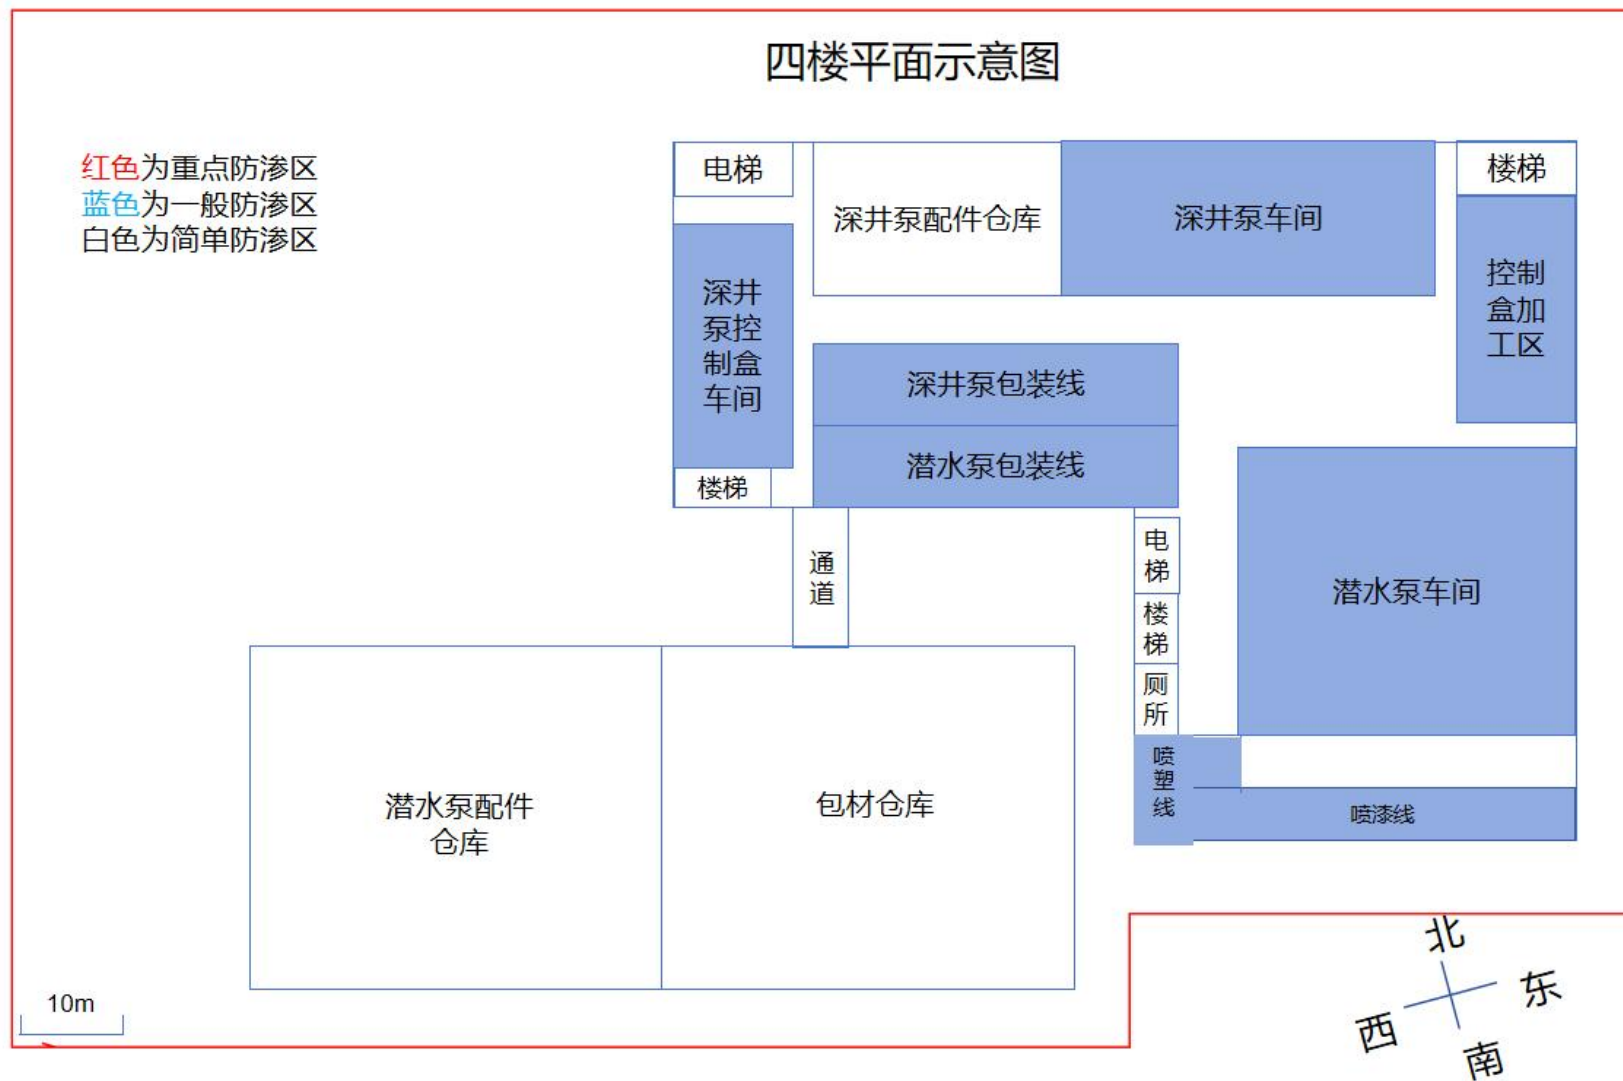 四楼平面示意图
红色为重点防渗区
蓝色为一般防渗区
白色为简单防渗区
电梯
深井泵配件仓库
深井泵车间
楼梯
深井
泵控
制盒
车间
控制
盒加
工区
深井泵包装线
潜水泵包装线
楼梯
通
道
电
梯
楼
梯
厕
所
潜水泵车间
喷
塑
线
喷漆线
潜水泵配件
仓库
包材仓库
10m
北
东
西
南